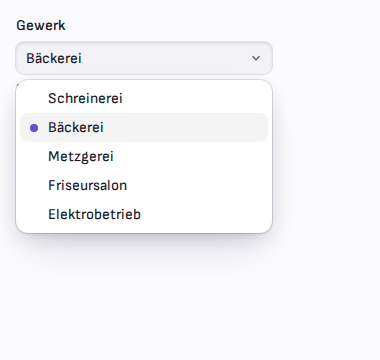 Gewerk
Bäckerei
Schreinerei
Bäckerei
Metzgerei
Friseursalon
Elektrobetrieb